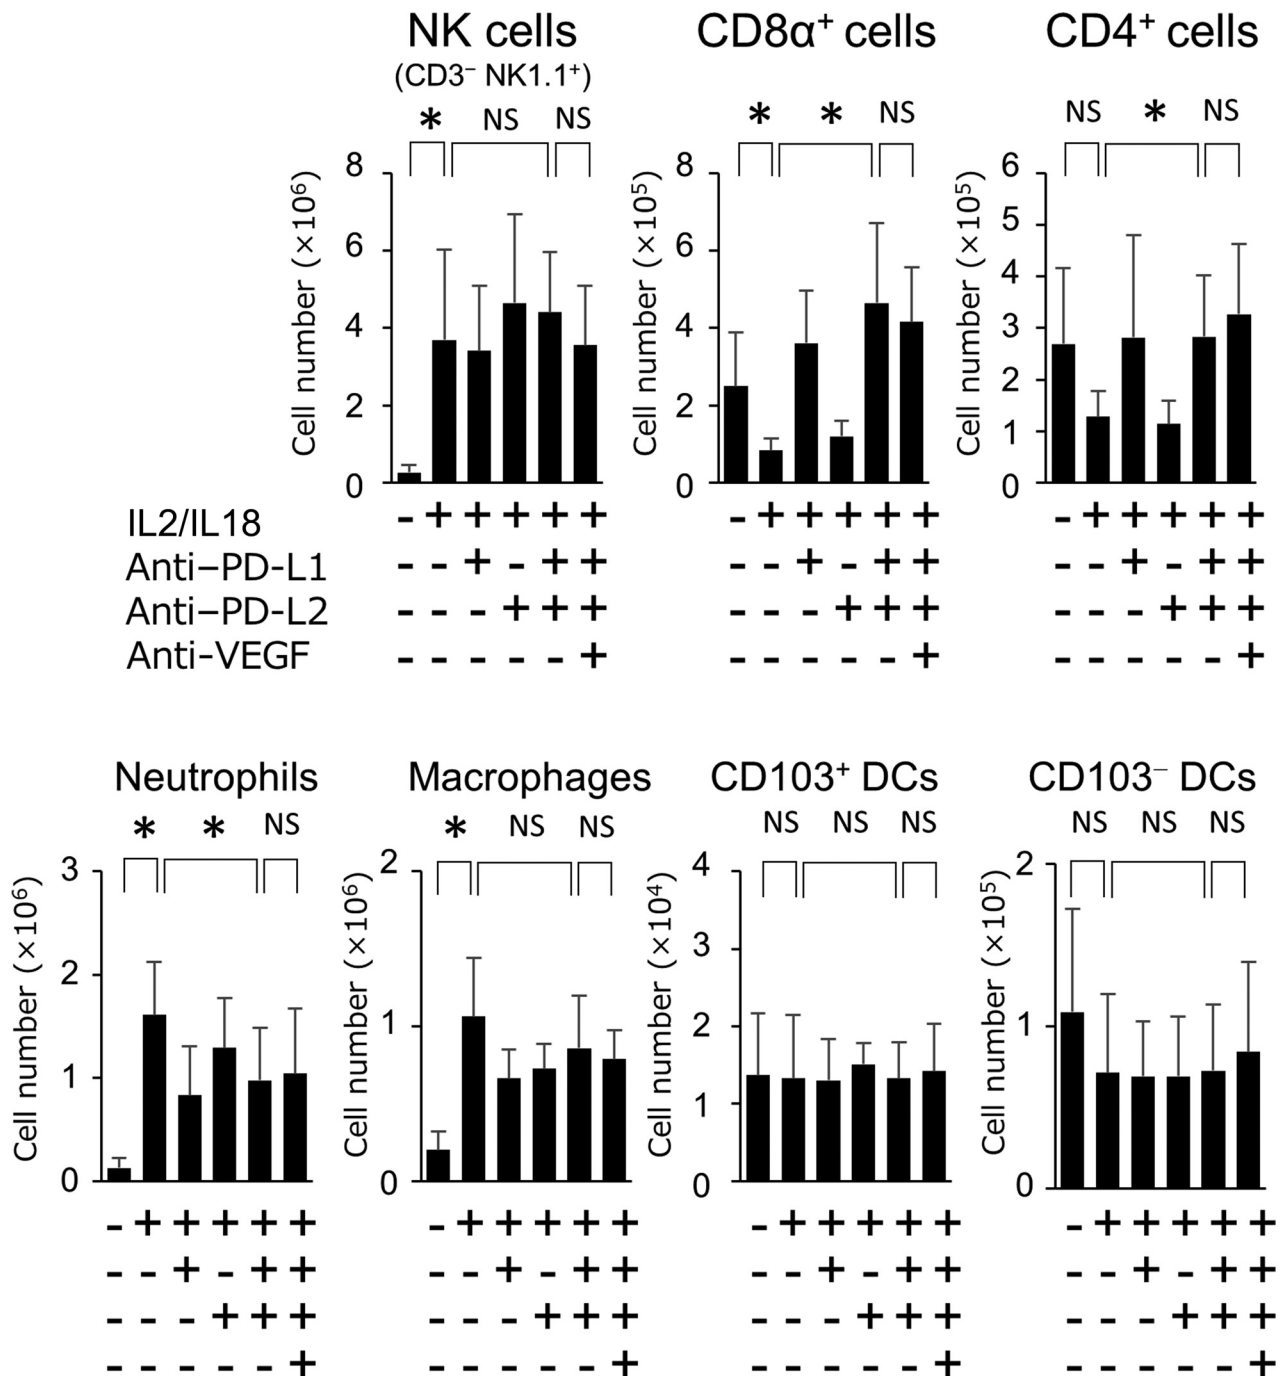 NK cells CD8α⁺ cells CD4⁺ cells
(CD3⁻ NK1.1⁺)
* NS NS * * NS NS * NS
Cell number (×10⁶)
8
6
4
2
0
Cell number (×10⁵)
8
6
4
2
0
Cell number (×10⁵)
6
5
4
3
2
1
0
IL2/IL18 - + + + + + - + + + + + - + + + + +
Anti–PD-L1 - - + - + + - - + - + + - - + - + +
Anti–PD-L2 - - - + + + - - - + + + - - - + + +
Anti-VEGF - - - - - + - - - - - + - - - - - +
Neutrophils Macrophages CD103⁺ DCs CD103⁻ DCs
* * NS * NS NS NS NS NS NS NS NS
Cell number (×10⁶)
3
2
1
0
Cell number (×10⁶)
2
1
0
Cell number (×10⁴)
4
3
2
1
0
Cell number (×10⁵)
2
1
0
- + + + + + - + + + + + - + + + + + - + + + + +
- - + - + + - - + - + + - - + - + + - - + - + +
- - - + + + - - - + + + - - - + + + - - - + + +
- - - - - + - - - - - + - - - - - + - - - - - +